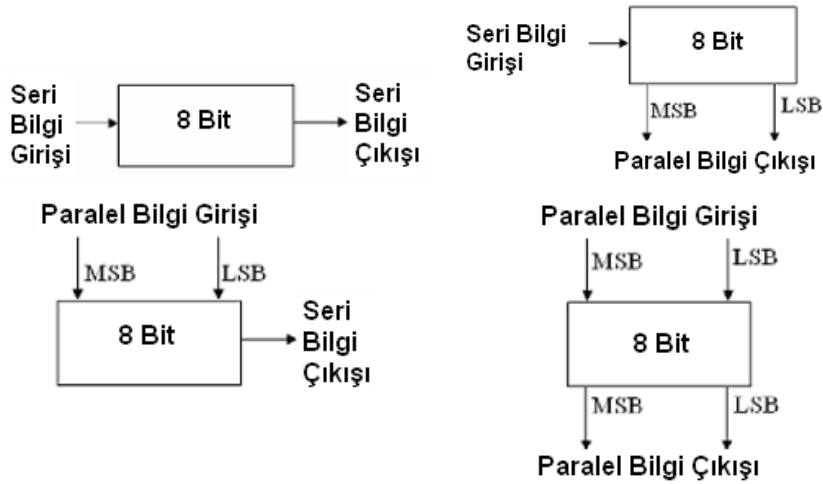 Seri
Bilgi
Girişi
8 Bit
Seri
Bilgi
Çıkışı
Seri Bilgi
Girişi
8 Bit
MSB
LSB
Paralel Bilgi Çıkışı
Paralel Bilgi Girişi
MSB
LSB
8 Bit
Seri
Bilgi
Çıkışı
Paralel Bilgi Girişi
MSB
LSB
8 Bit
MSB
LSB
Paralel Bilgi Çıkışı